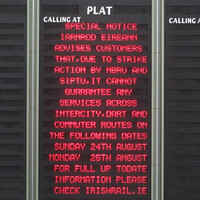 PLAT
CALLING AT
CALLING A
SPECIAL NOTICE
IARNROD EIREANN
ADVISES CUSTOMERS
THAT,DUE TO STRIKE
ACTION BY NBRU AND
SIPTU,IT CANNOT
GUARANTEE ANY
SERVICES ACROSS
INTERCITY,DART AND
COMMUTER ROUTES ON
THE FOLLOWING DATES
SUNDAY 24TH AUGUST
MONDAY 25TH AUGUST
FOR FULL UP TODATE
INFORMATION PLEASE
CHECK IRISHRAIL.IE